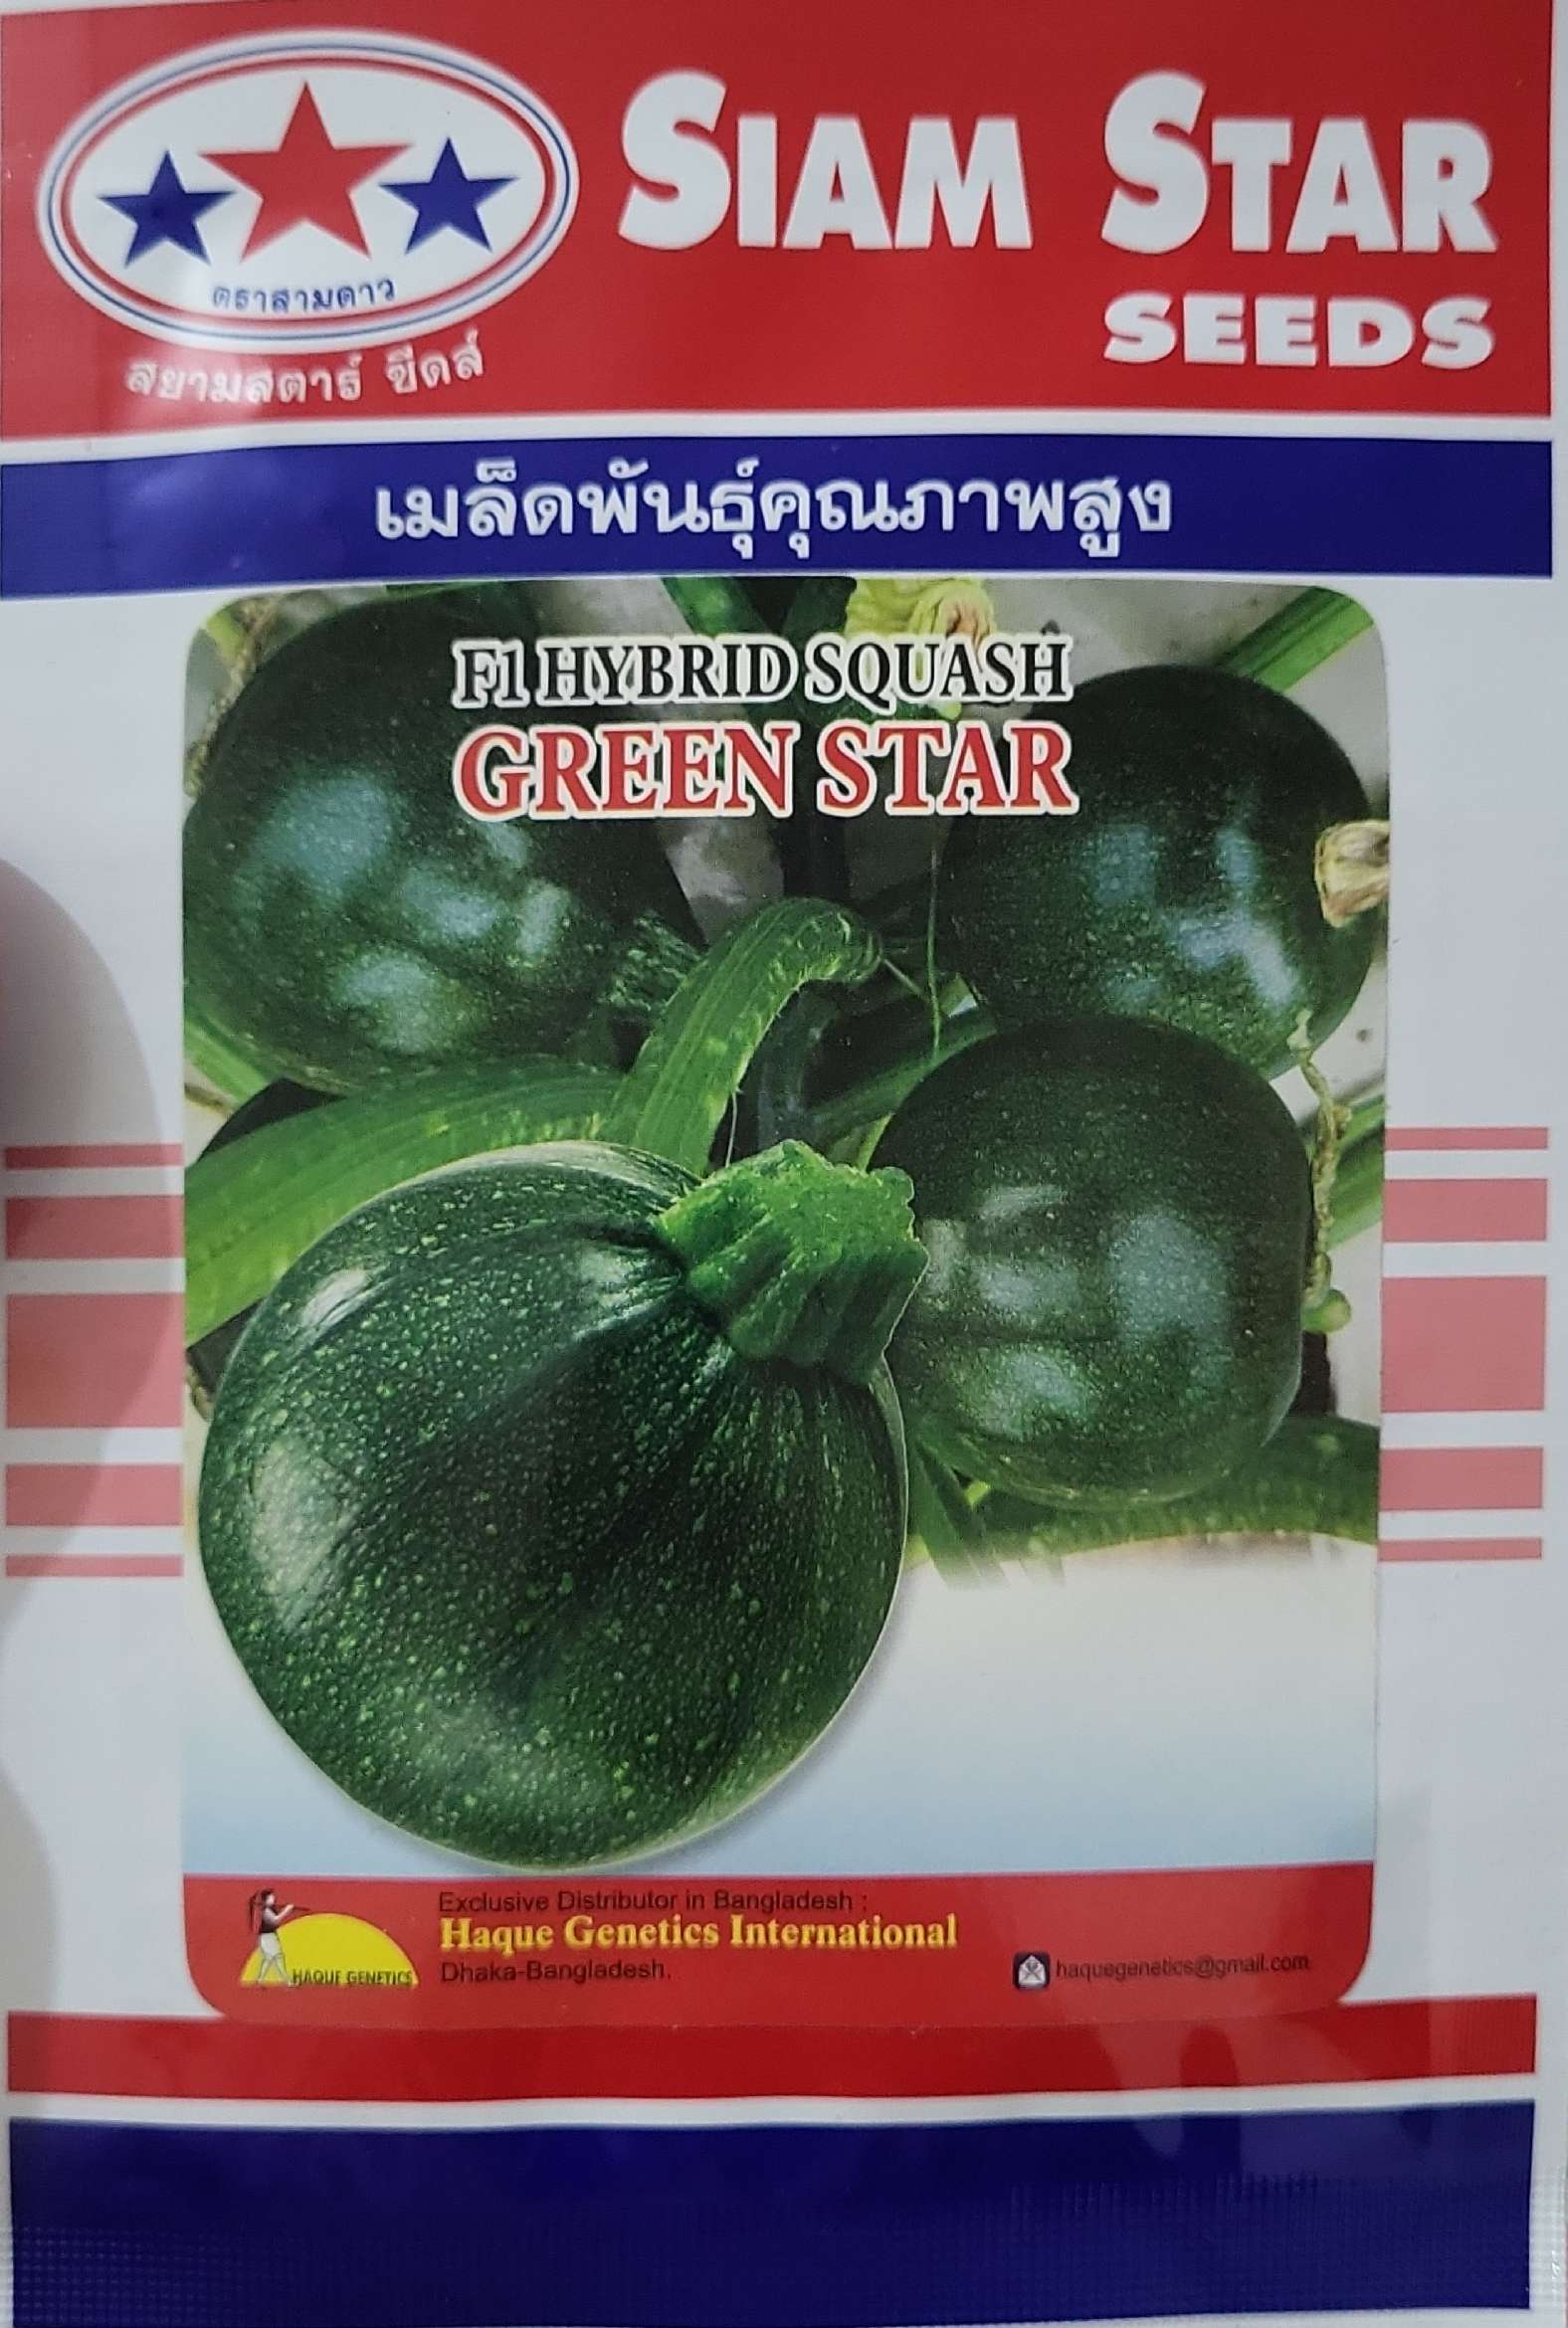 SIAM STAR
SEEDS
ตราสามดาว
สยามสตาร์ ซีดส์
เมล็ดพันธุ์คุณภาพสูง
F1 HYBRID SQUASH
GREEN STAR
HAQUE GENETICS
Exclusive Distributor in Bangladesh :
Haque Genetics International
Dhaka-Bangladesh.
haquegenetics@gmail.com